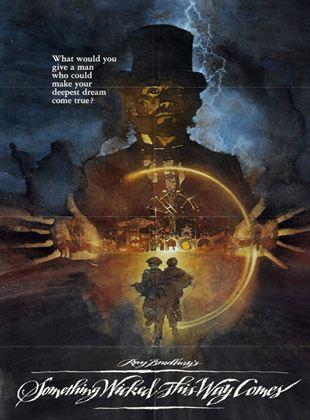 What would you
give a man
who could
make your
deepest dream
come true?
Ray Bradbury's
Something Wicked This Way Comes